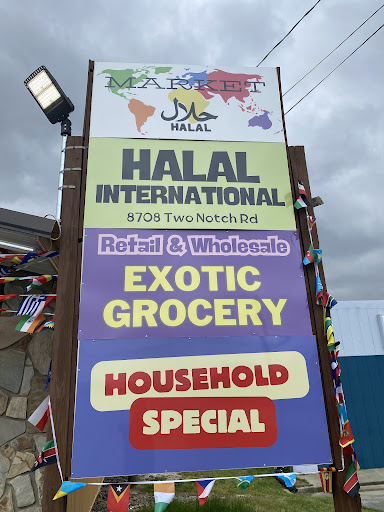 MARKET
حلال
HALAL
HALAL
INTERNATIONAL
8708 Two Notch Rd
Retail & Wholesale
EXOTIC
GROCERY
HOUSEHOLD
SPECIAL